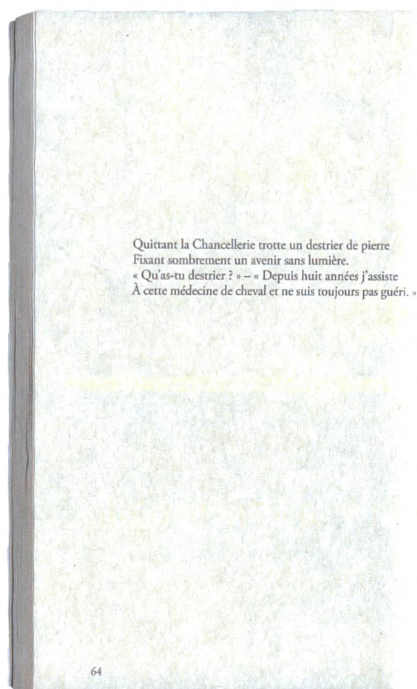 Quittant la Chancellerie trotte un destrier de pierre
Fixant sombrement un avenir sans lumière.
« Qu'as-tu destrier ? » – « Depuis huit années j'assiste
À cette médecine de cheval et ne suis toujours pas guéri. »
64